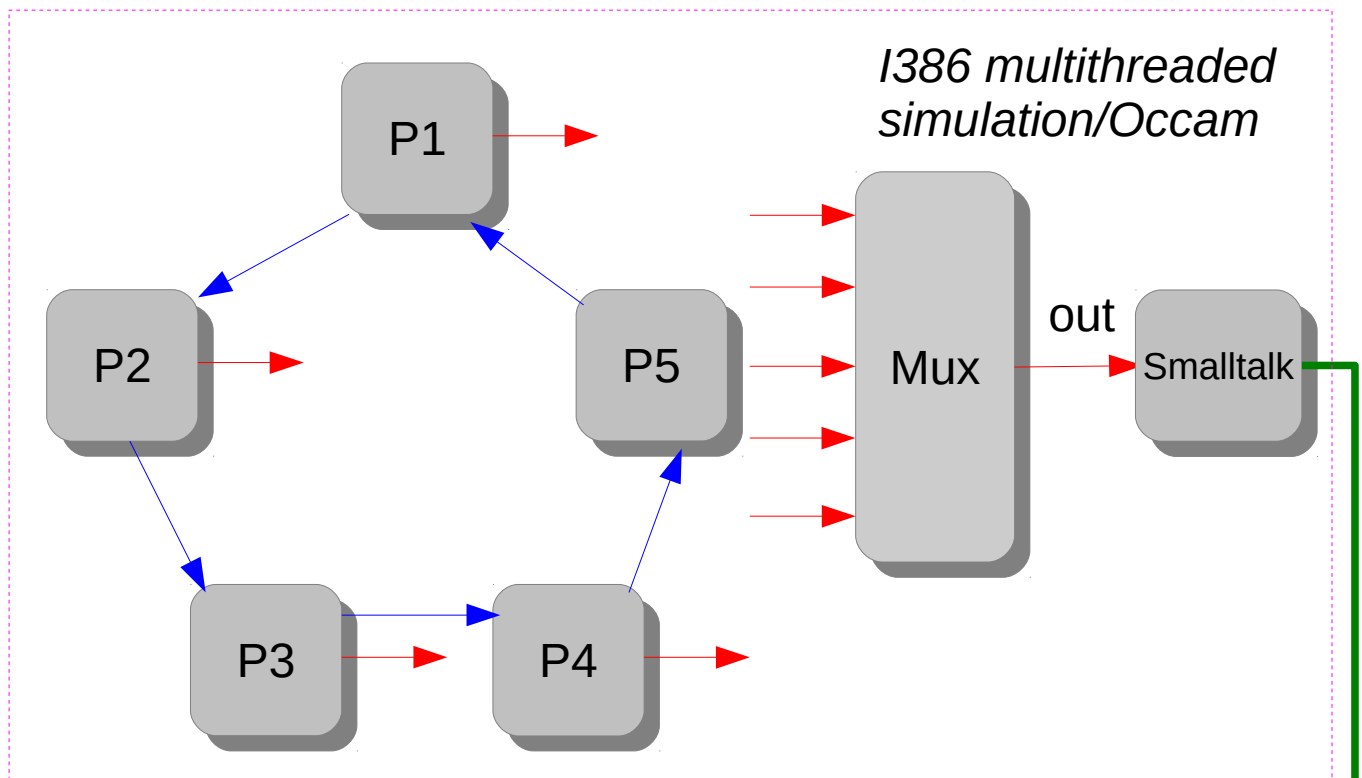 I386 multithreaded
simulation/Occam
P1
P2
P5
Mux
out
Smalltalk
P3
P4